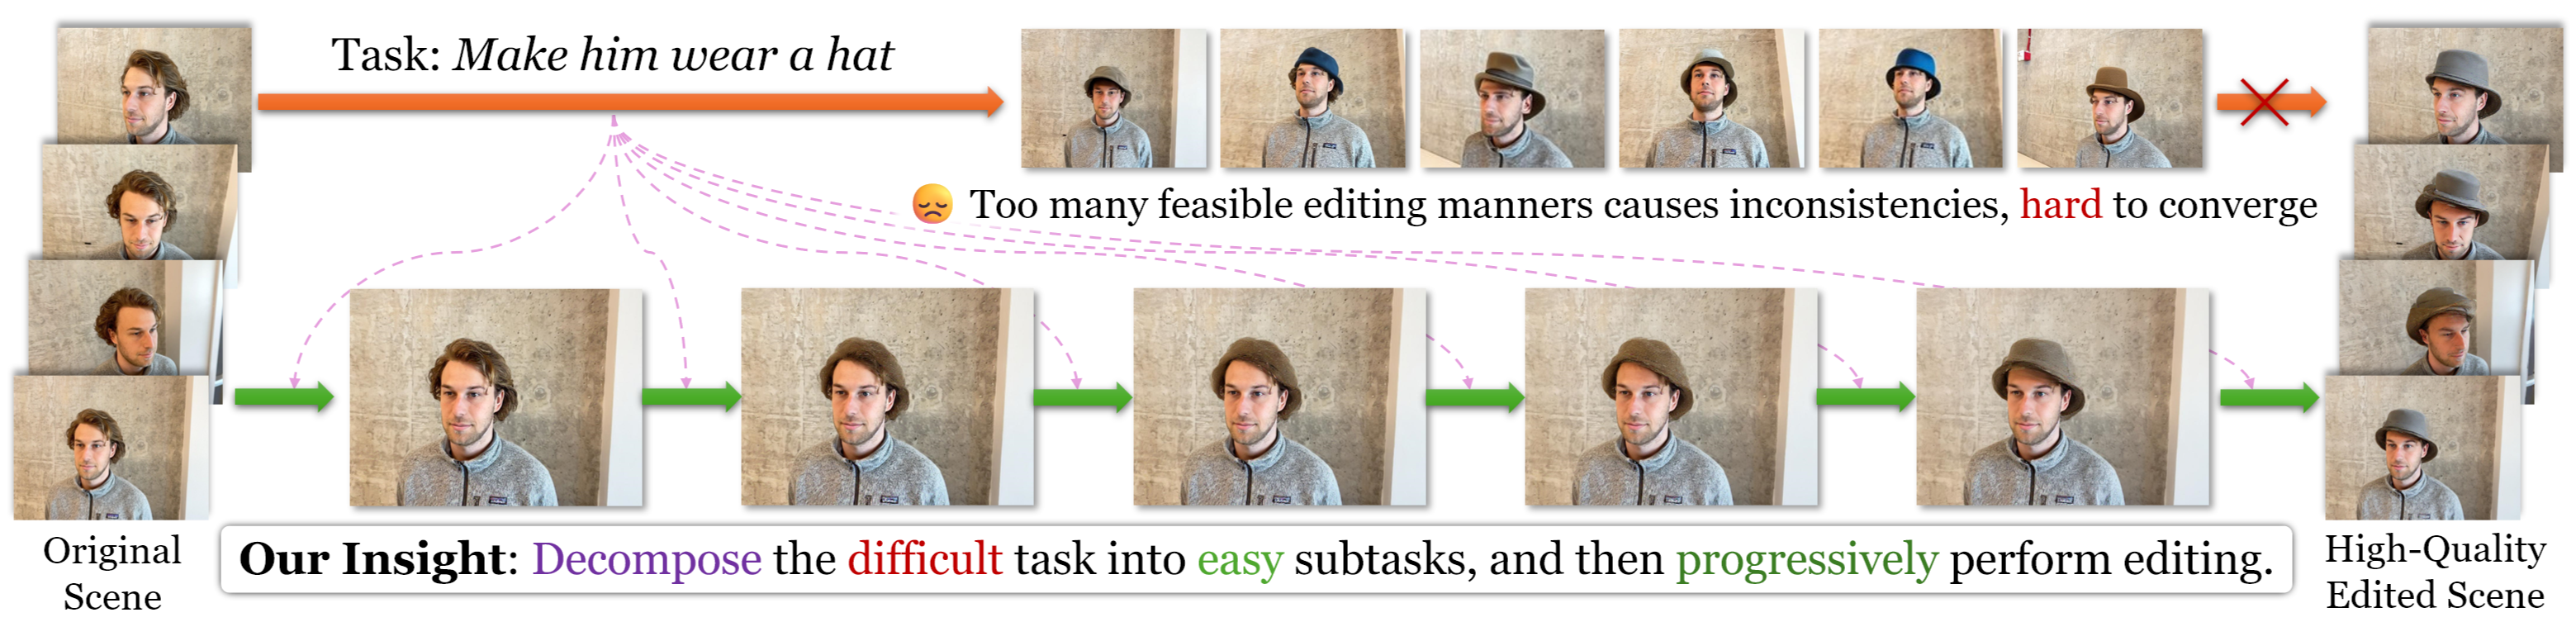 Task: Make him wear a hat
Too many feasible editing manners causes inconsistencies, hard to converge
Original
Scene
Our Insight: Decompose the difficult task into easy subtasks, and then progressively perform editing.
High-Quality
Edited Scene